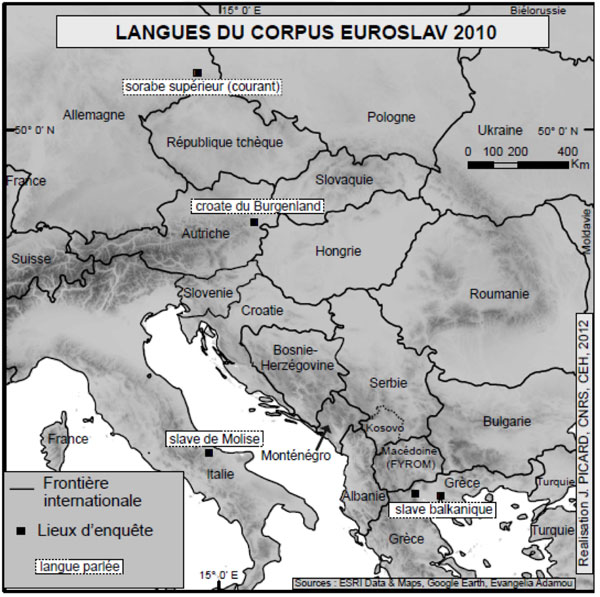 15° 0' E
Biélorussie
LANGUES DU CORPUS EUROSLAV 2010
sorabe supérieur (courant)
Allemagne
Pologne
50° 0' N
Ukraine
50° 0' N
République tchèque
0 100 200 400
Km
France
Slovaquie
croate du Burgenland
Moldavie
Autriche
Hongrie
Suisse
Roumanie
Slovenie
Croatie
Bosnie-
Herzégovine
Serbie
Kosovo
Bulgarie
France
slave de Molise
Monténégro
Macédoine
(FYROM)
Italie
Albanie
Grèce
Turquie
slave balkanique
Grèce
Turquie
Frontière
internationale
Lieux d'enquête
langue parlée
15° 0' E
Sources : ESRI Data & Maps, Google Earth, Evangelia Adamou
Realisation J. PICARD, CNRS, CEH, 2012